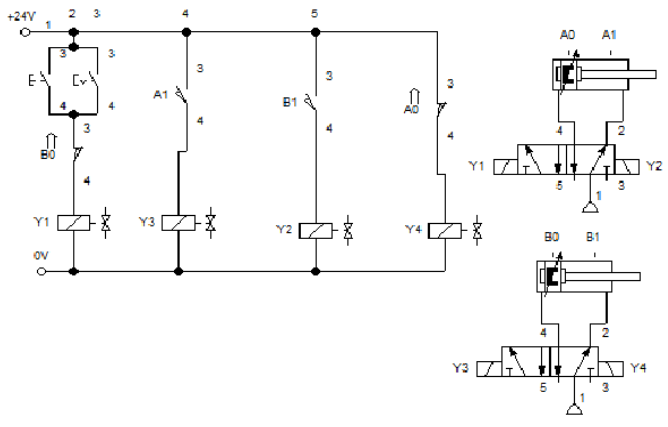 +24V 1 2 3 4 5
3 3 3 3 3
E
A1 B1 A0
4 4 4 4 4
3
B0
4
Y1 Y3 Y2 Y4
0V
A0 A1
4 2
Y1 Y2
5 1 3
B0 B1
4 2
Y3 Y4
5 1 3